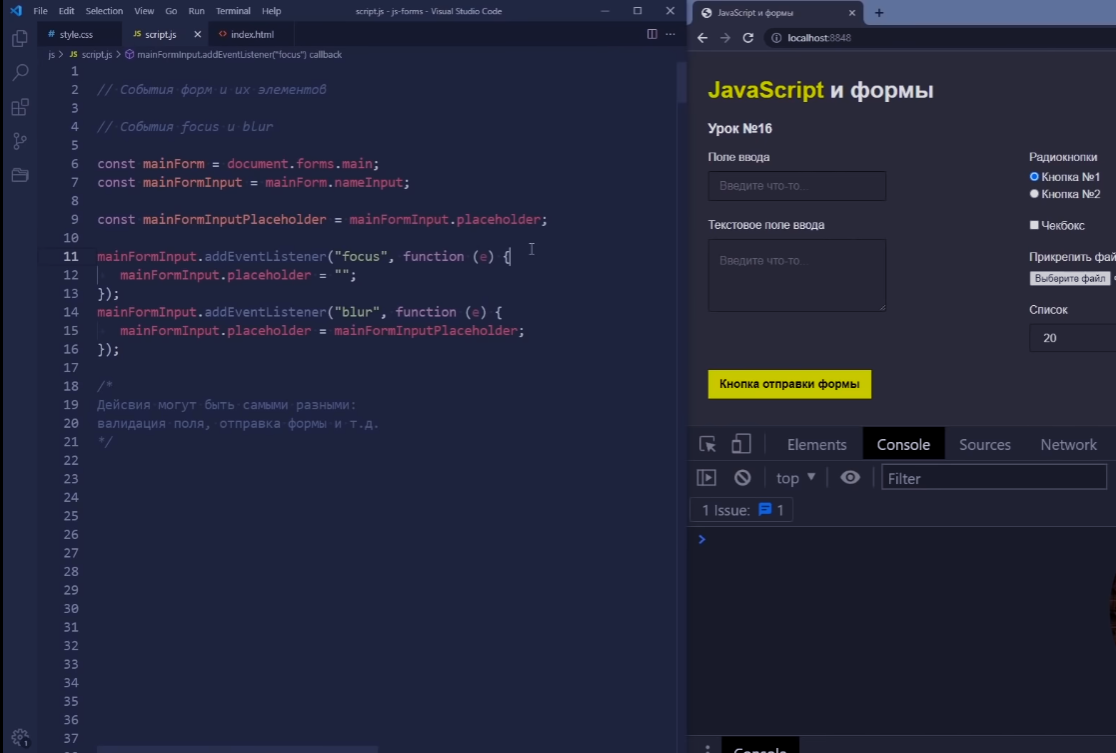 File Edit Selection View Go Run Terminal Help script.js - js-forms - Visual Studio Code
# style.css JS script.js × <> index.html ...
js > JS script.js > mainFormInput.addEventListener("focus") callback
1
2 // События форм и их элементов
3
4 // События focus и blur
5
6 const mainForm = document.forms.main;
7 const mainFormInput = mainForm.nameInput;
8
9 const mainFormInputPlaceholder = mainFormInput.placeholder;
10
11 mainFormInput.addEventListener("focus", function (e) {
12 mainFormInput.placeholder = "";
13 });
14 mainFormInput.addEventListener("blur", function (e) {
15 mainFormInput.placeholder = mainFormInputPlaceholder;
16 });
17
18 /*
19 Дейсвия могут быть самыми разными:
20 валидация поля, отправка формы и т.д.
21 */
22
23
24
25
26
27
28
29
30
31
32
33
34
35
36
37
1
JavaScript и формы × +
localhost:8848
JavaScript и формы
Урок №16
Поле ввода
Введите что-то...
Текстовое поле ввода
Введите что-то...
Кнопка отправки формы
Радиокнопки
Кнопка №1
Кнопка №2
Чекбокс
Прикрепить фай
Выберите файл
Список
20
Elements Console Sources Network
top ▼ Filter
1 Issue: 1
>
Console